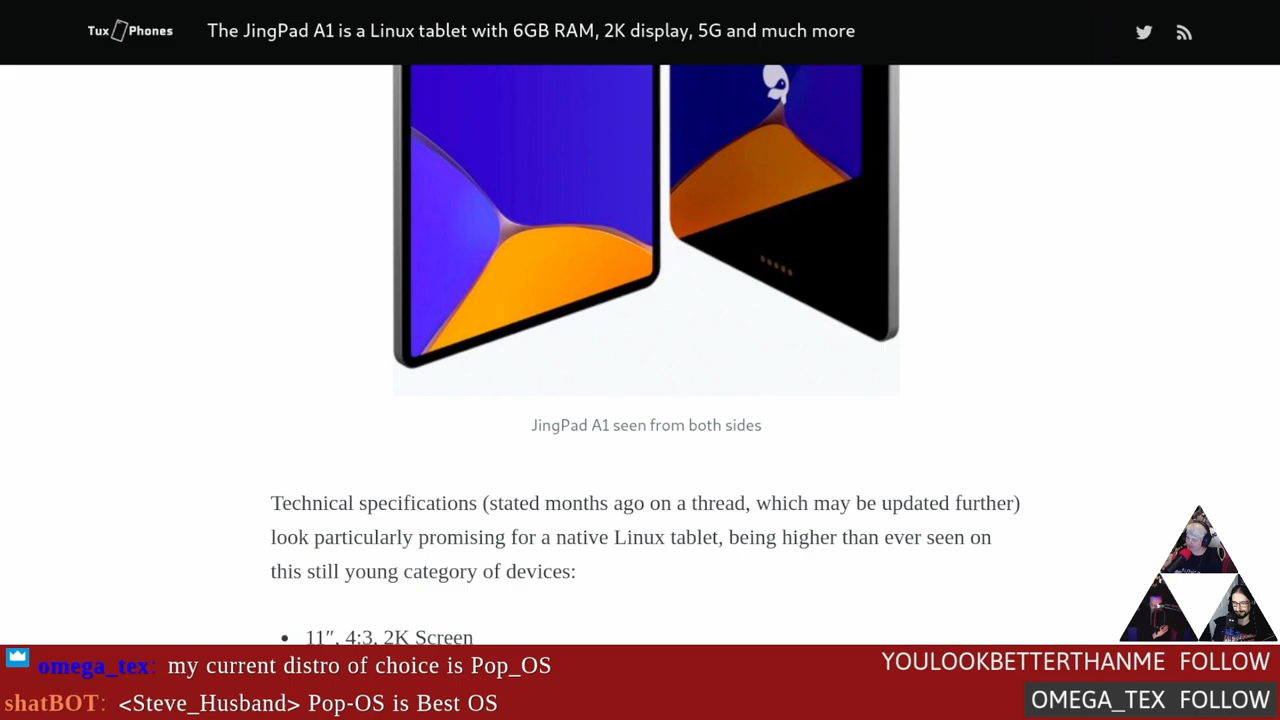 Tux Phones
The JingPad A1 is a Linux tablet with 6GB RAM, 2K display, 5G and much more
JingPad A1 seen from both sides
Technical specifications (stated months ago on a thread, which may be updated further)
look particularly promising for a native Linux tablet, being higher than ever seen on
this still young category of devices:
• 11″, 4:3, 2K Screen
omega_tex: my current distro of choice is Pop_OS
shatBOT: <Steve_Husband> Pop-OS is Best OS
YOULOOKBETTERTHANME FOLLOW
OMEGA_TEX FOLLOW